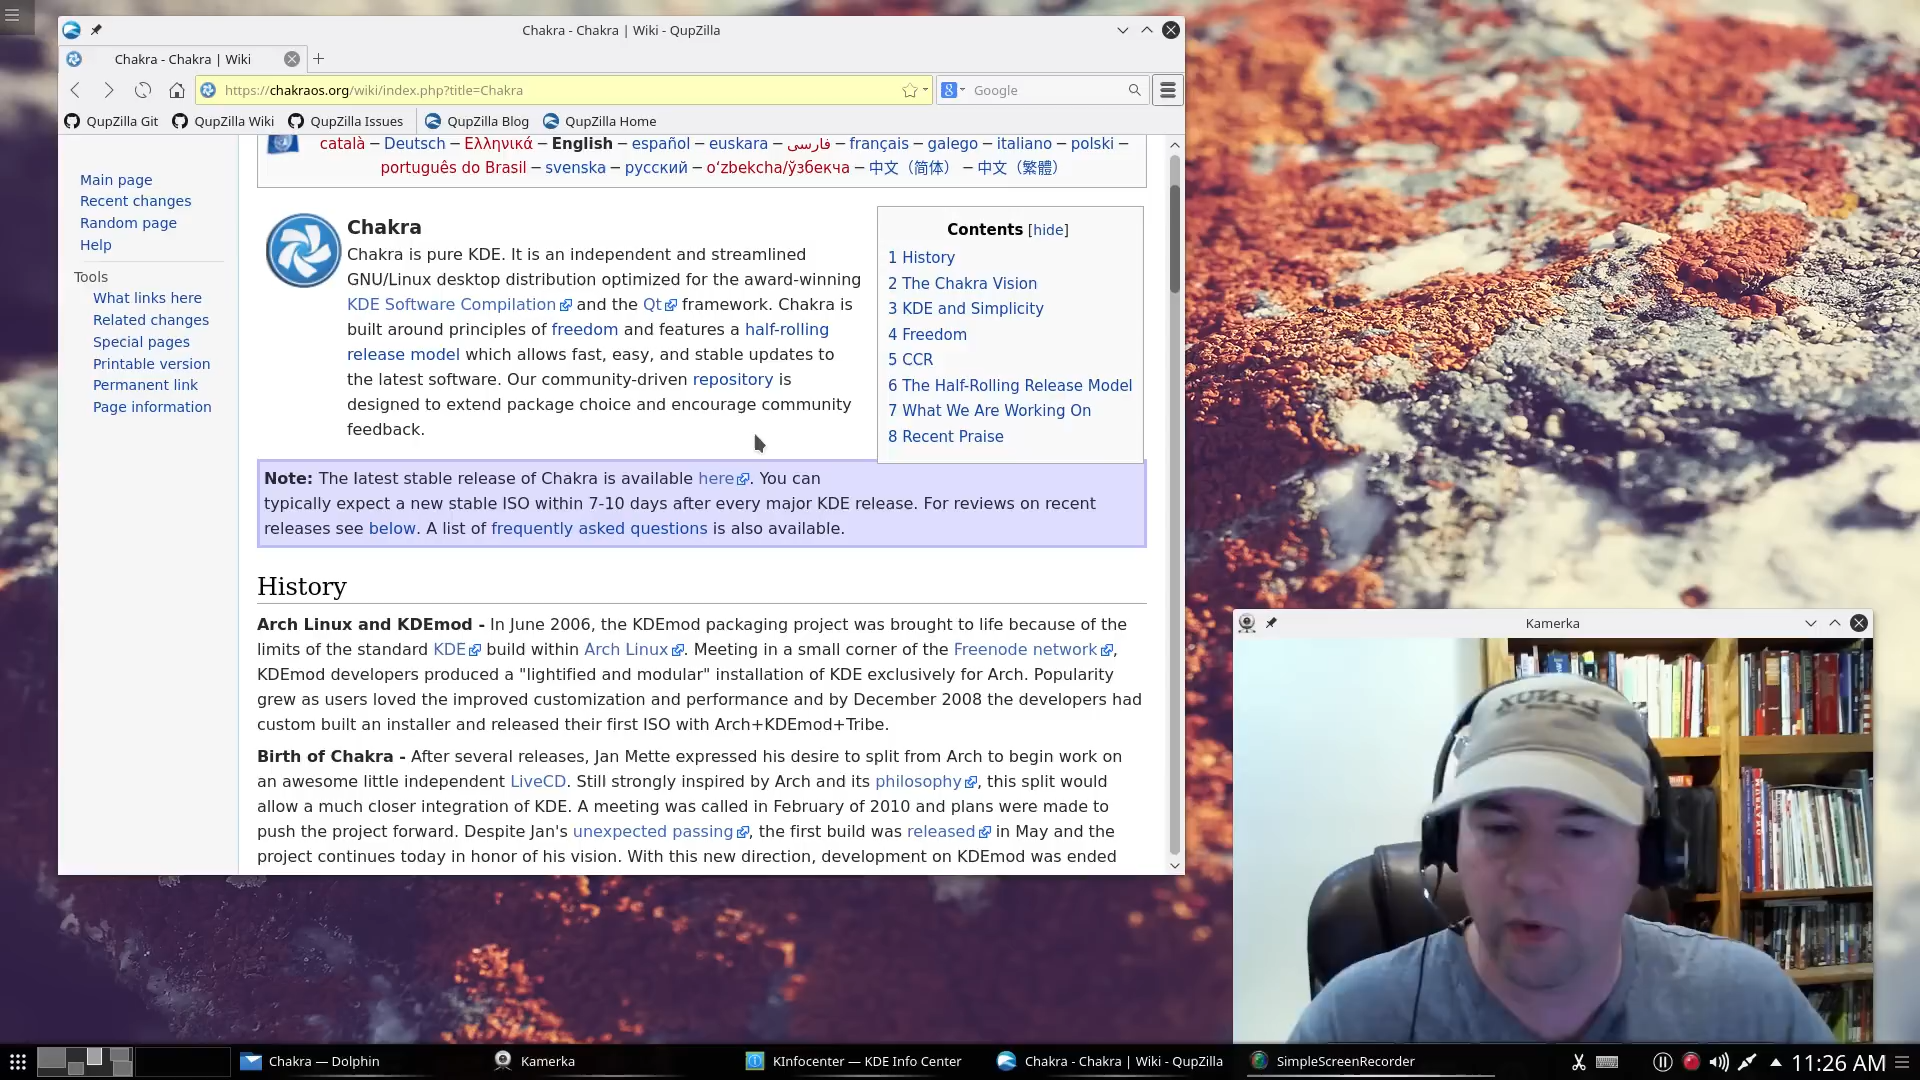 Chakra - Chakra | Wiki - QupZilla
Chakra - Chakra | Wiki
https://chakraos.org/wiki/index.php?title=Chakra
Google
QupZilla Git
QupZilla Wiki
QupZilla Issues
QupZilla Blog
QupZilla Home
català – Deutsch – Ελληνικά – English – español – euskara – فارسی – français – galego – italiano – polski –
português do Brasil – svenska – русский – oʻzbekcha/ўзбекча – 中文（简体） – 中文（繁體）
Main page
Recent changes
Random page
Help
Tools
What links here
Related changes
Special pages
Printable version
Permanent link
Page information
Chakra
Chakra is pure KDE. It is an independent and streamlined
GNU/Linux desktop distribution optimized for the award-winning
KDE Software Compilation and the Qt framework. Chakra is
built around principles of freedom and features a half-rolling
release model which allows fast, easy, and stable updates to
the latest software. Our community-driven repository is
designed to extend package choice and encourage community
feedback.
Contents [hide]
1 History
2 The Chakra Vision
3 KDE and Simplicity
4 Freedom
5 CCR
6 The Half-Rolling Release Model
7 What We Are Working On
8 Recent Praise
Note: The latest stable release of Chakra is available here. You can
typically expect a new stable ISO within 7-10 days after every major KDE release. For reviews on recent
releases see below. A list of frequently asked questions is also available.
History
Arch Linux and KDEmod - In June 2006, the KDEmod packaging project was brought to life because of the
limits of the standard KDE build within Arch Linux. Meeting in a small corner of the Freenode network,
KDEmod developers produced a "lightified and modular" installation of KDE exclusively for Arch. Popularity
grew as users loved the improved customization and performance and by December 2008 the developers had
custom built an installer and released their first ISO with Arch+KDEmod+Tribe.
Birth of Chakra - After several releases, Jan Mette expressed his desire to split from Arch to begin work on
an awesome little independent LiveCD. Still strongly inspired by Arch and its philosophy, this split would
allow a much closer integration of KDE. A meeting was called in February of 2010 and plans were made to
push the project forward. Despite Jan's unexpected passing, the first build was released in May and the
project continues today in honor of his vision. With this new direction, development on KDEmod was ended
Kamerka
LINUX
Chakra — Dolphin
Kamerka
KInfocenter — KDE Info Center
Chakra - Chakra | Wiki - QupZilla
SimpleScreenRecorder
11:26 AM